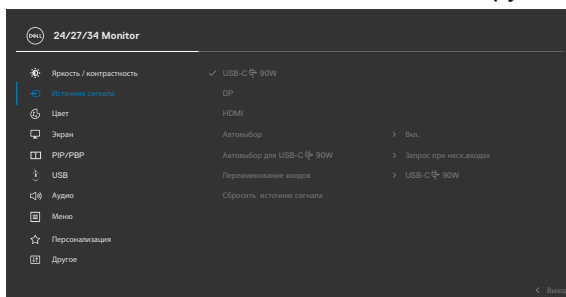 DELL 24/27/34 Monitor
Яркость / контрастность
✓ USB-C 90W
Источник сигнала
DP
Цвет
HDMI
Экран
Автовыбор > Вкл.
PIP/PBP
Автовыбор для USB-C 90W > Запрос при неск.входах
USB
Переименование входов > USB-C 90W
Аудио
Сбросить источник сигнала
Меню
Персонализация
Другое